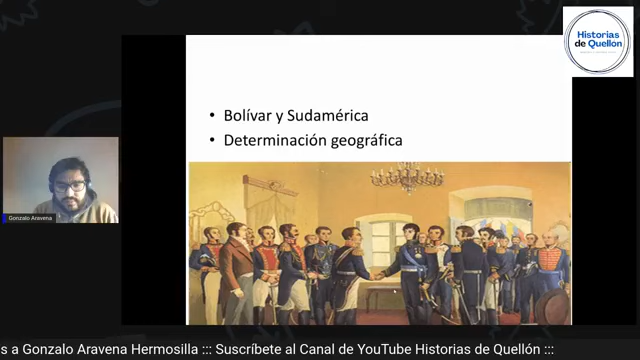 Historias
de Quellón
• Bolívar y Sudamérica
• Determinación geográfica
Gonzalo Aravena
s a Gonzalo Aravena Hermosilla ::: Suscríbete al Canal de YouTube Historias de Quellón :::